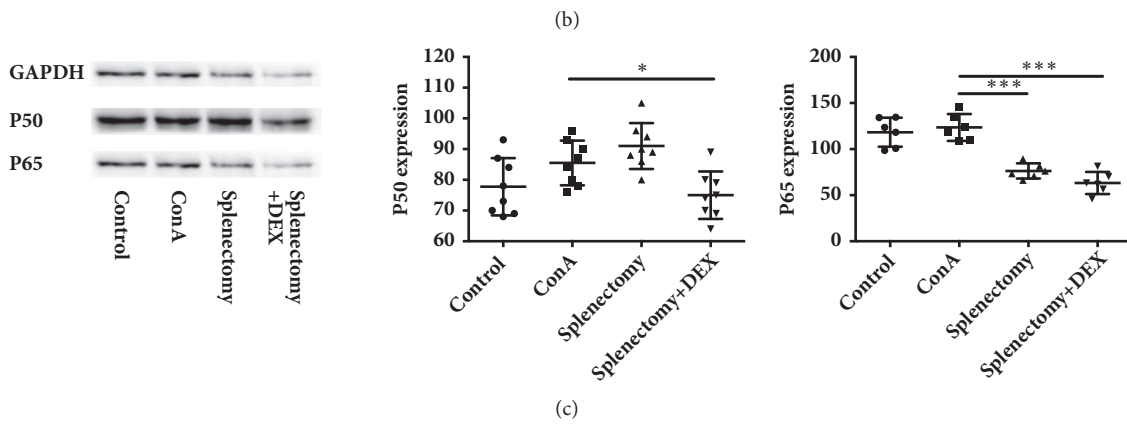 (b)
GAPDH
P50
P65
Control
ConA
Splenectomy
Splenectomy
+DEX
P50 expression
120
110
100
90
80
70
60
*
Control
ConA
Splenectomy
Splenectomy+DEX
P65 expression
200
150
100
50
0
***
***
Control
ConA
Splenectomy
Splenectomy+DEX
(c)